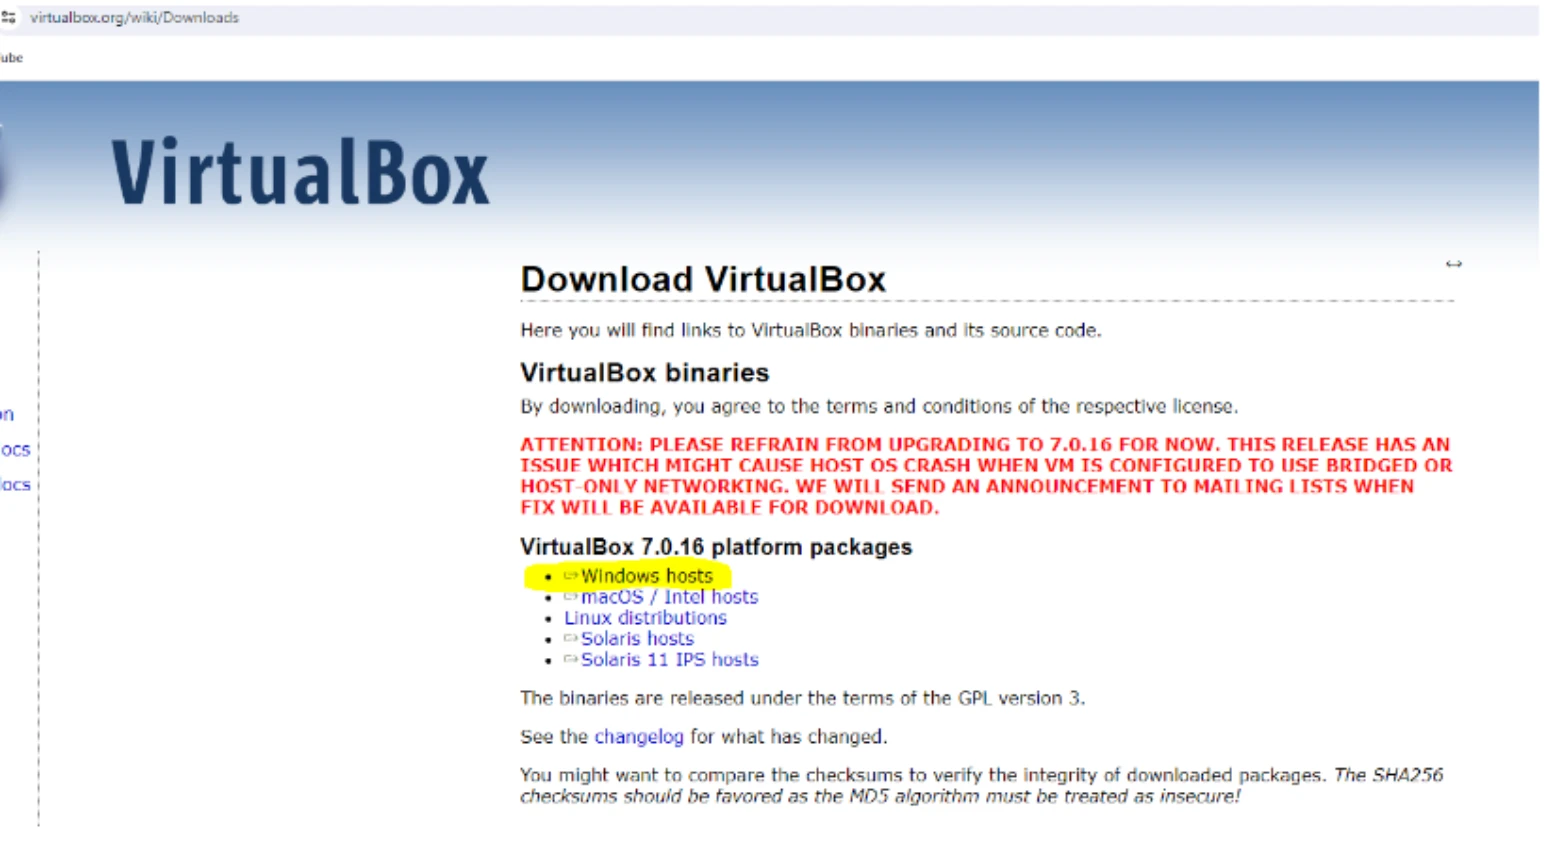 virtualbox.org/wiki/Downloads
ube
VirtualBox
Download VirtualBox
Here you will find links to VirtualBox binaries and its source code.
VirtualBox binaries
By downloading, you agree to the terms and conditions of the respective license.
ATTENTION: PLEASE REFRAIN FROM UPGRADING TO 7.0.16 FOR NOW. THIS RELEASE HAS AN
ISSUE WHICH MIGHT CAUSE HOST OS CRASH WHEN VM IS CONFIGURED TO USE BRIDGED OR
HOST-ONLY NETWORKING. WE WILL SEND AN ANNOUNCEMENT TO MAILING LISTS WHEN
FIX WILL BE AVAILABLE FOR DOWNLOAD.
VirtualBox 7.0.16 platform packages
Windows hosts
macOS / Intel hosts
Linux distributions
Solaris hosts
Solaris 11 IPS hosts
The binaries are released under the terms of the GPL version 3.
See the changelog for what has changed.
You might want to compare the checksums to verify the integrity of downloaded packages. The SHA256
checksums should be favored as the MD5 algorithm must be treated as insecure!
on
ocs
docs